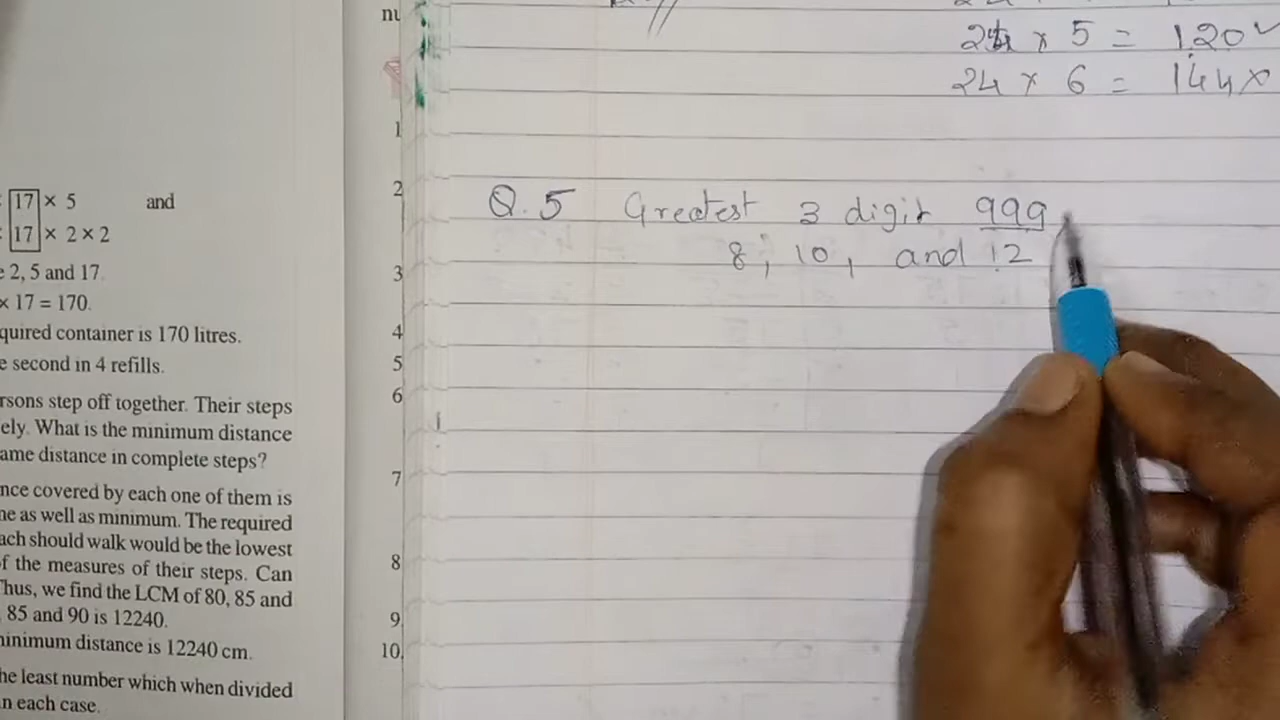 17 × 5 and
17 × 2 × 2
2, 5 and 17.
× 17 = 170.
quired container is 170 litres.
second in 4 refills.
rsons step off together. Their steps
ely. What is the minimum distance
ame distance in complete steps?
nce covered by each one of them is
ne as well as minimum. The required
ach should walk would be the lowest
f the measures of their steps. Can
Thus, we find the LCM of 80, 85 and
85 and 90 is 12240.
ninimum distance is 12240 cm.
he least number which when divided
n each case.
nu
1
2
3
4
5
6
7
8
9.
10.
24 × 5 = 120 ✓
24 × 6 = 144 ×
Q.5 Greatest 3 digit 999
8, 10, and 12